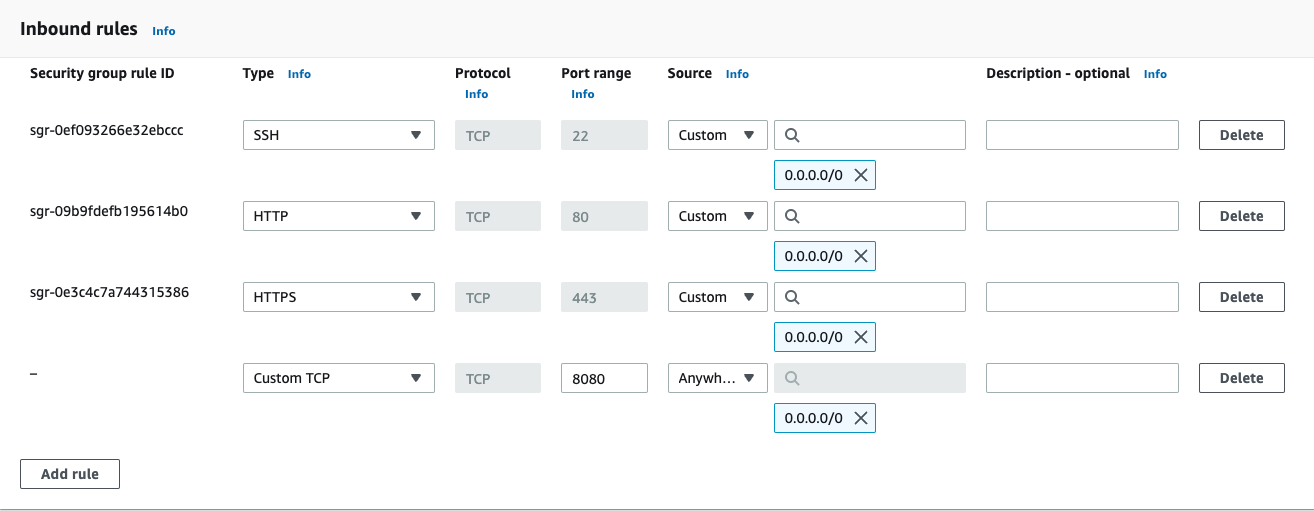 Inbound rules Info
Security group rule ID Type Info Protocol Port range Source Info Description - optional Info
Info Info
sgr-0ef093266e32ebccc SSH TCP 22 Custom Delete
0.0.0.0/0
sgr-09b9fdefb195614b0 HTTP TCP 80 Custom Delete
0.0.0.0/0
sgr-0e3c4c7a744315386 HTTPS TCP 443 Custom Delete
0.0.0.0/0
– Custom TCP TCP 8080 Anywh... Delete
0.0.0.0/0
Add rule